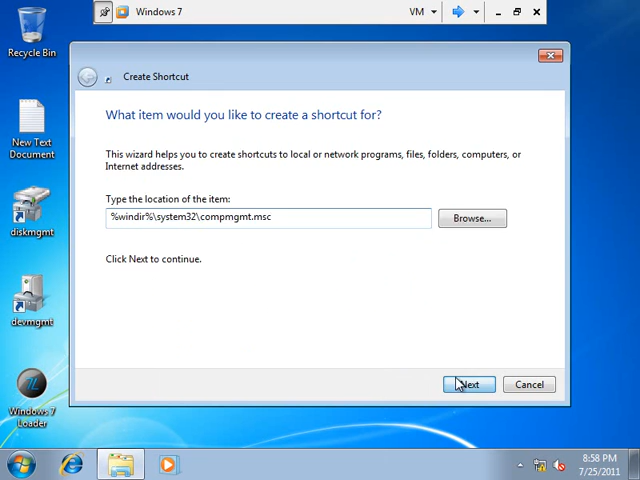 Windows 7
VM
Recycle Bin
Create Shortcut
What item would you like to create a shortcut for?
New Text
Document
This wizard helps you to create shortcuts to local or network programs, files, folders, computers, or
Internet addresses.
Type the location of the item:
%windir%\system32\compmgmt.msc
Browse...
diskmgmt
Click Next to continue.
devmgmt
Next
Cancel
Windows 7
Loader
8:58 PM
7/25/2011